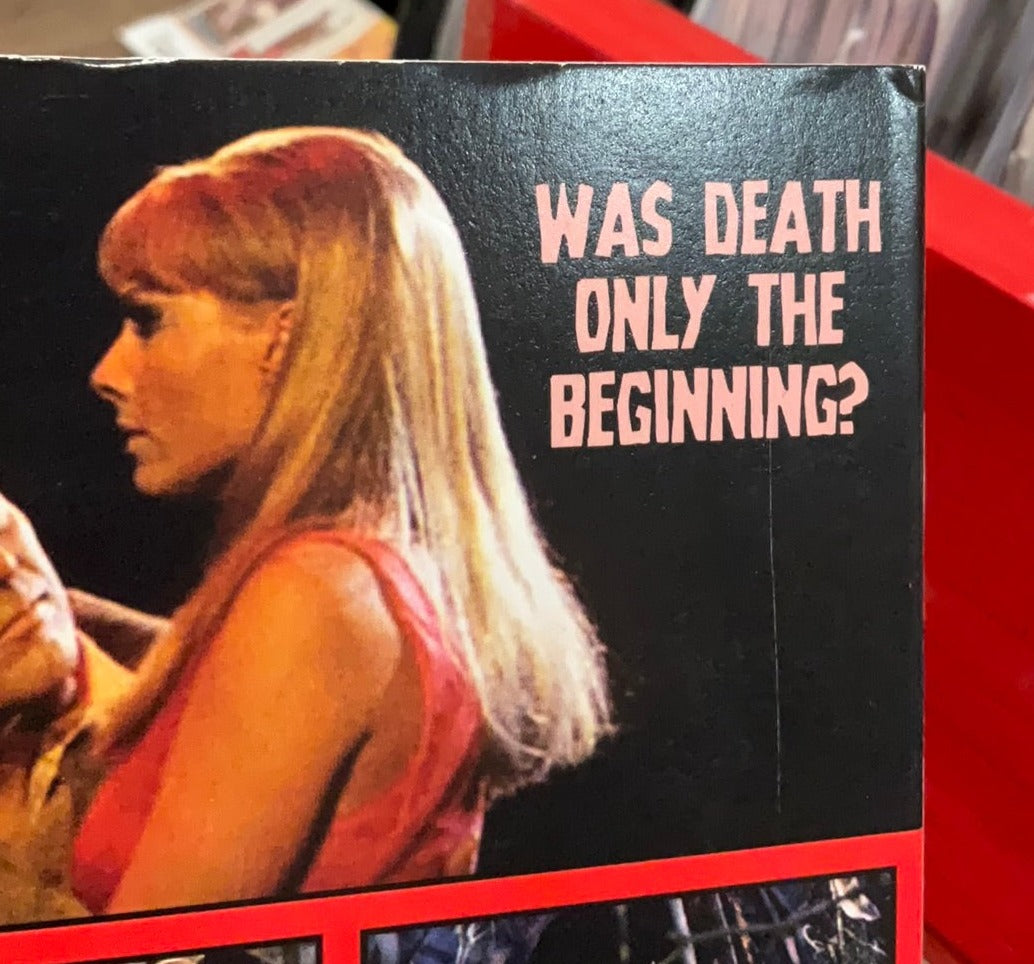 WAS DEATH
ONLY THE
BEGINNING?